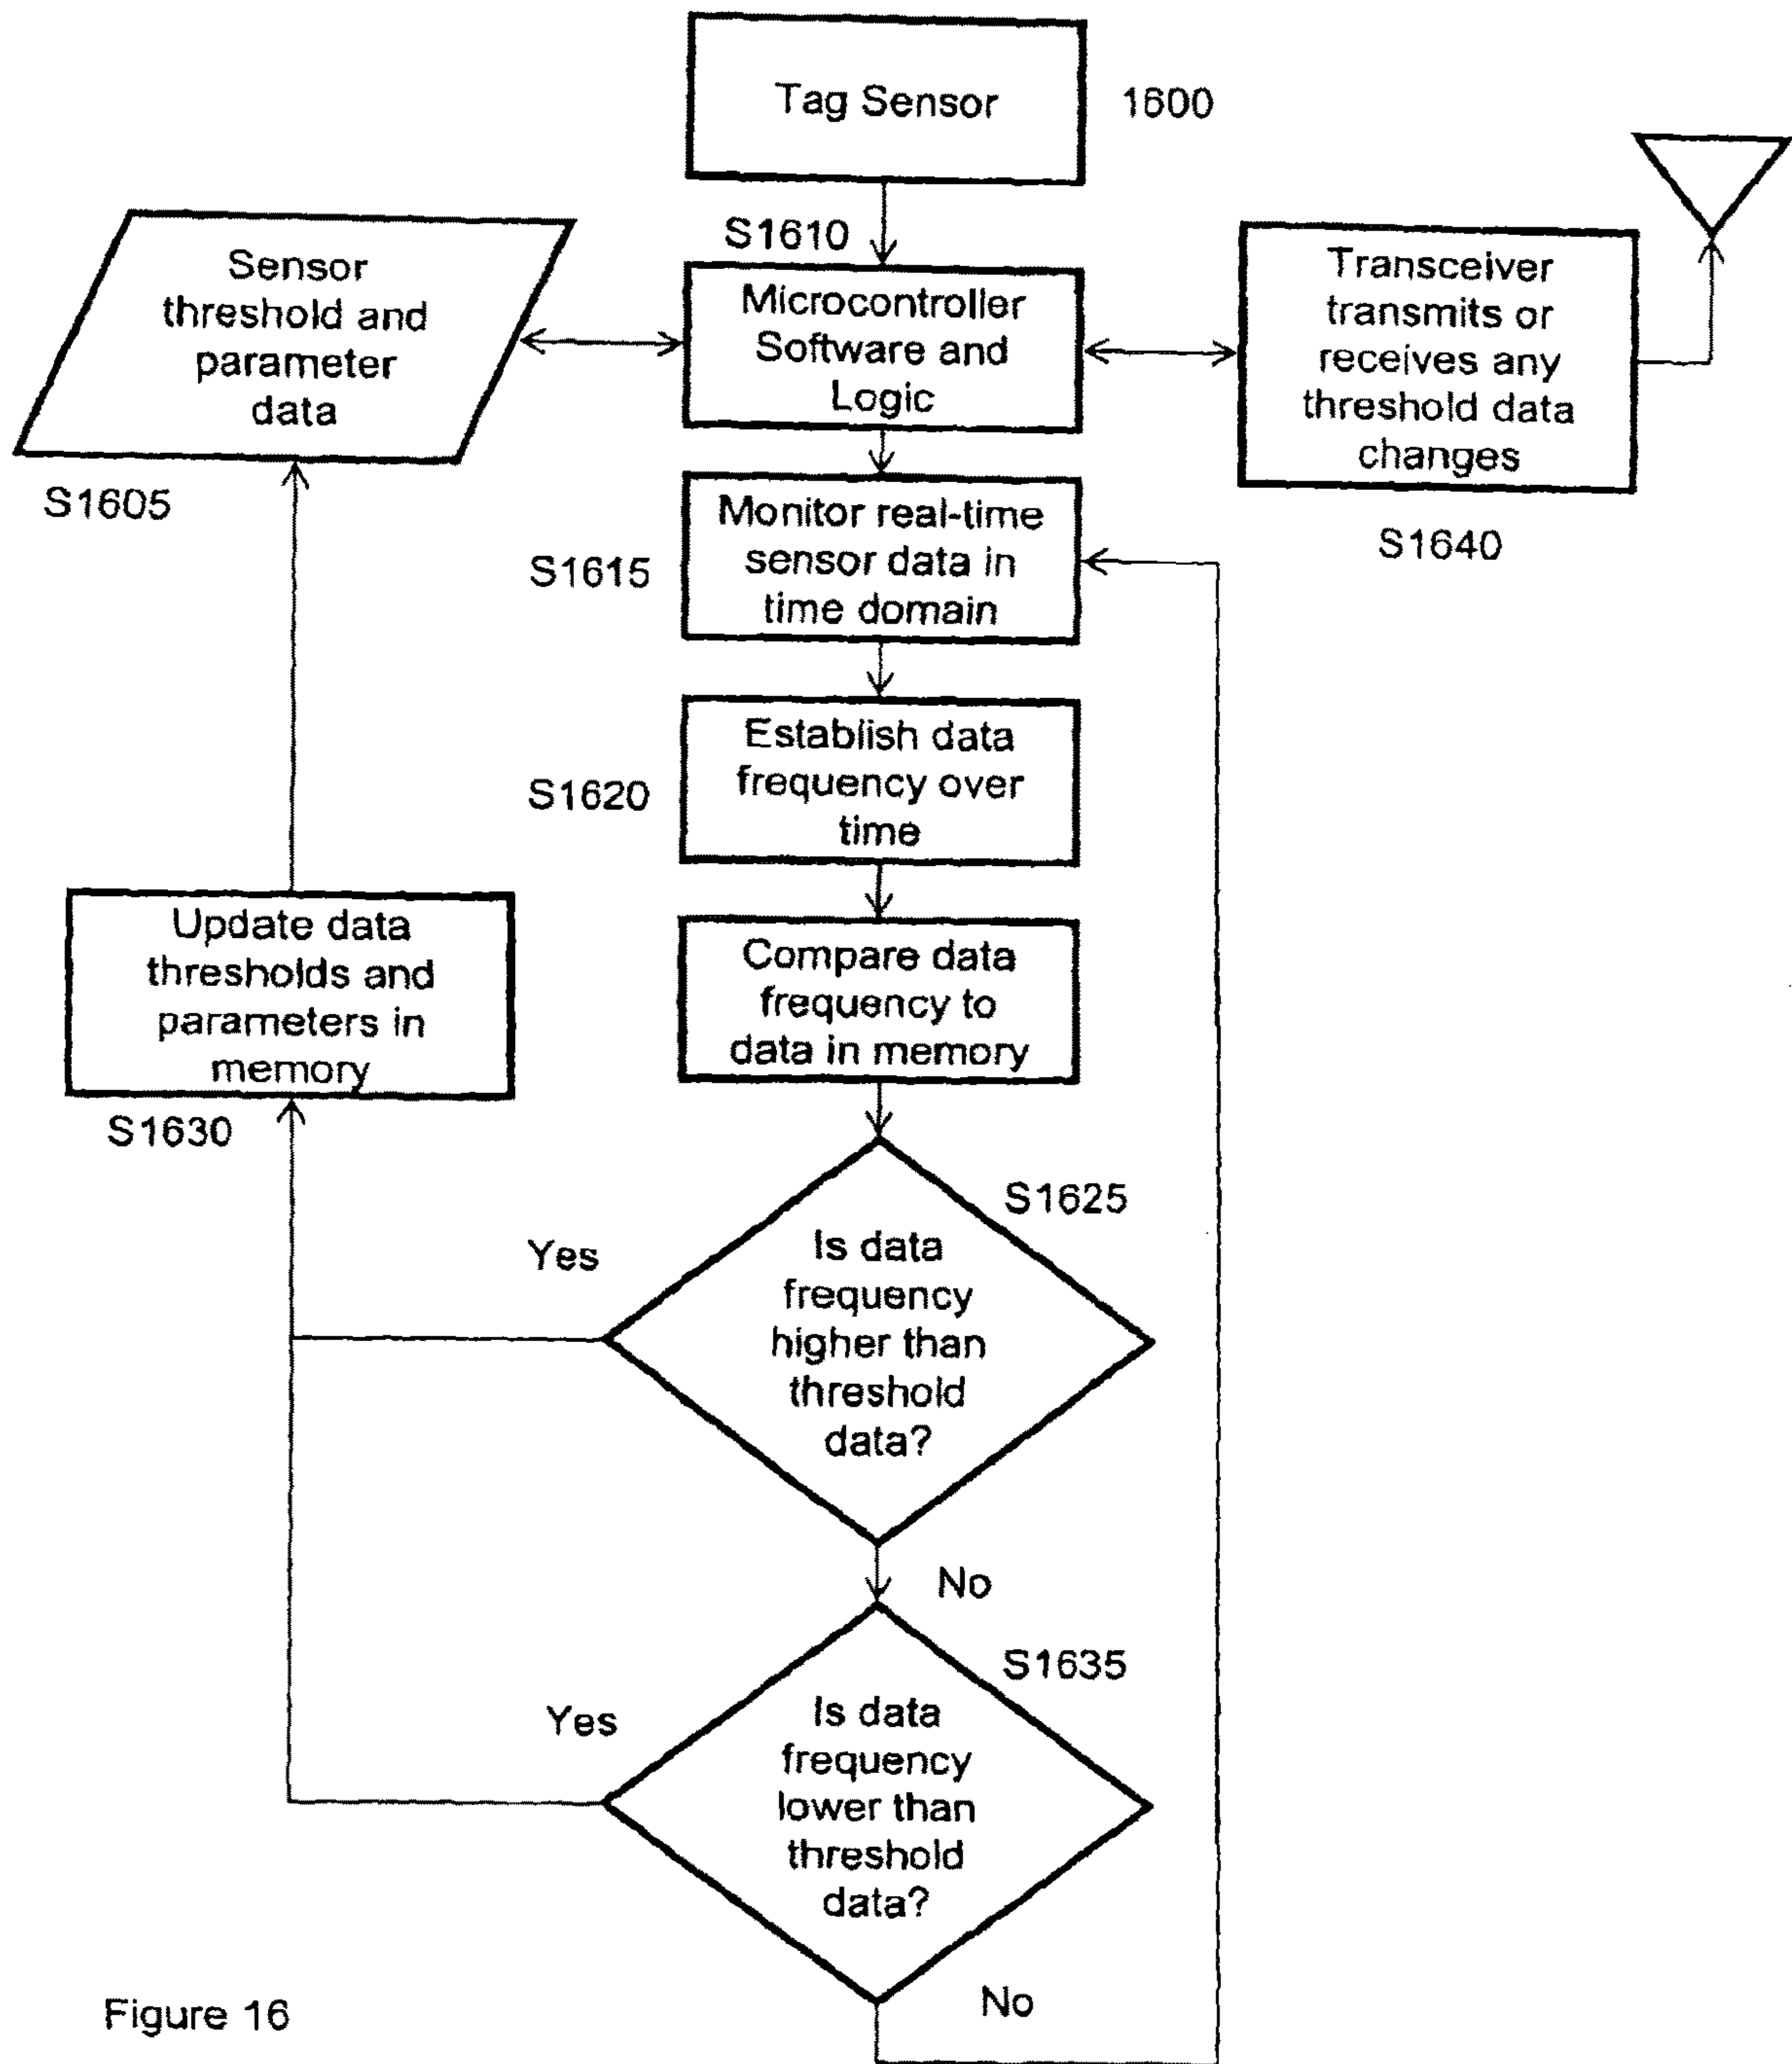 Tag Sensor
1600
S1610
Sensor
threshold and
parameter
data
S1605
Microcontroller
Software and
Logic
Transceiver
transmits or
receives any
threshold data
changes
S1640
Monitor real-time
sensor data in
time domain
S1615
Establish data
frequency over
time
S1620
Update data
thresholds and
parameters in
memory
S1630
Compare data
frequency to
data in memory
S1625
Yes
Is data
frequency
higher than
threshold
data?
No
S1635
Yes
Is data
frequency
lower than
threshold
data?
No
Figure 16